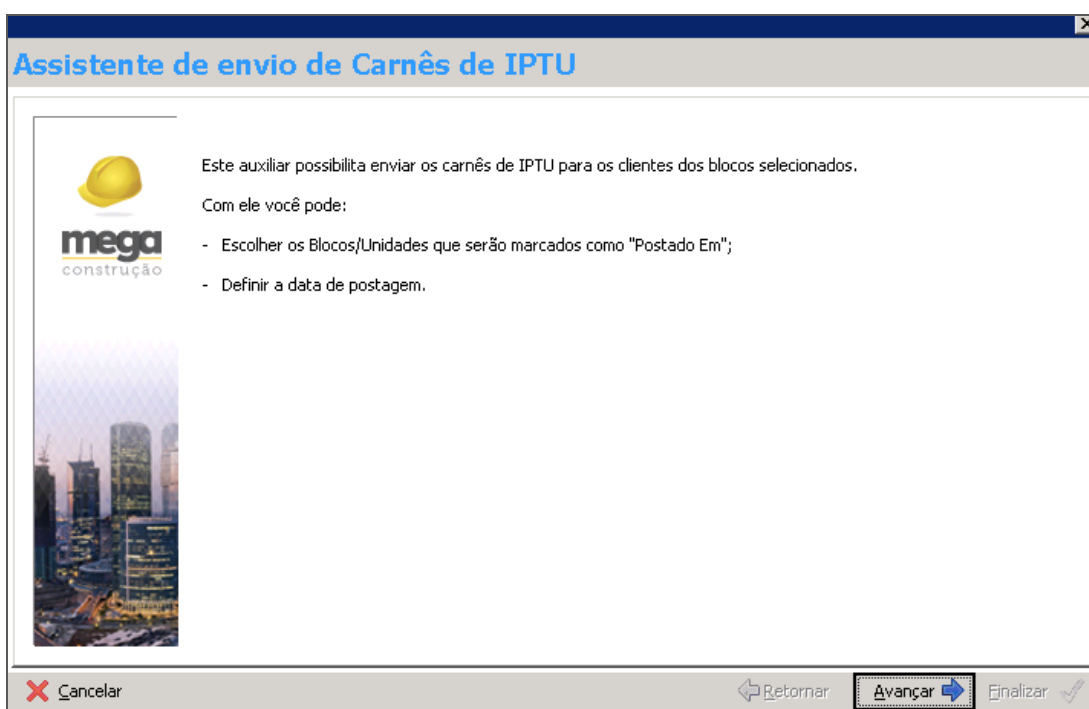 Assistente de envio de Carnês de IPTU
Este auxiliar possibilita enviar os carnês de IPTU para os clientes dos blocos selecionados.
Com ele você pode:
- Escolher os Blocos/Unidades que serão marcados como "Postado Em";
- Definir a data de postagem.
mega
construção
Cancelar
Retornar
Avançar
Finalizar